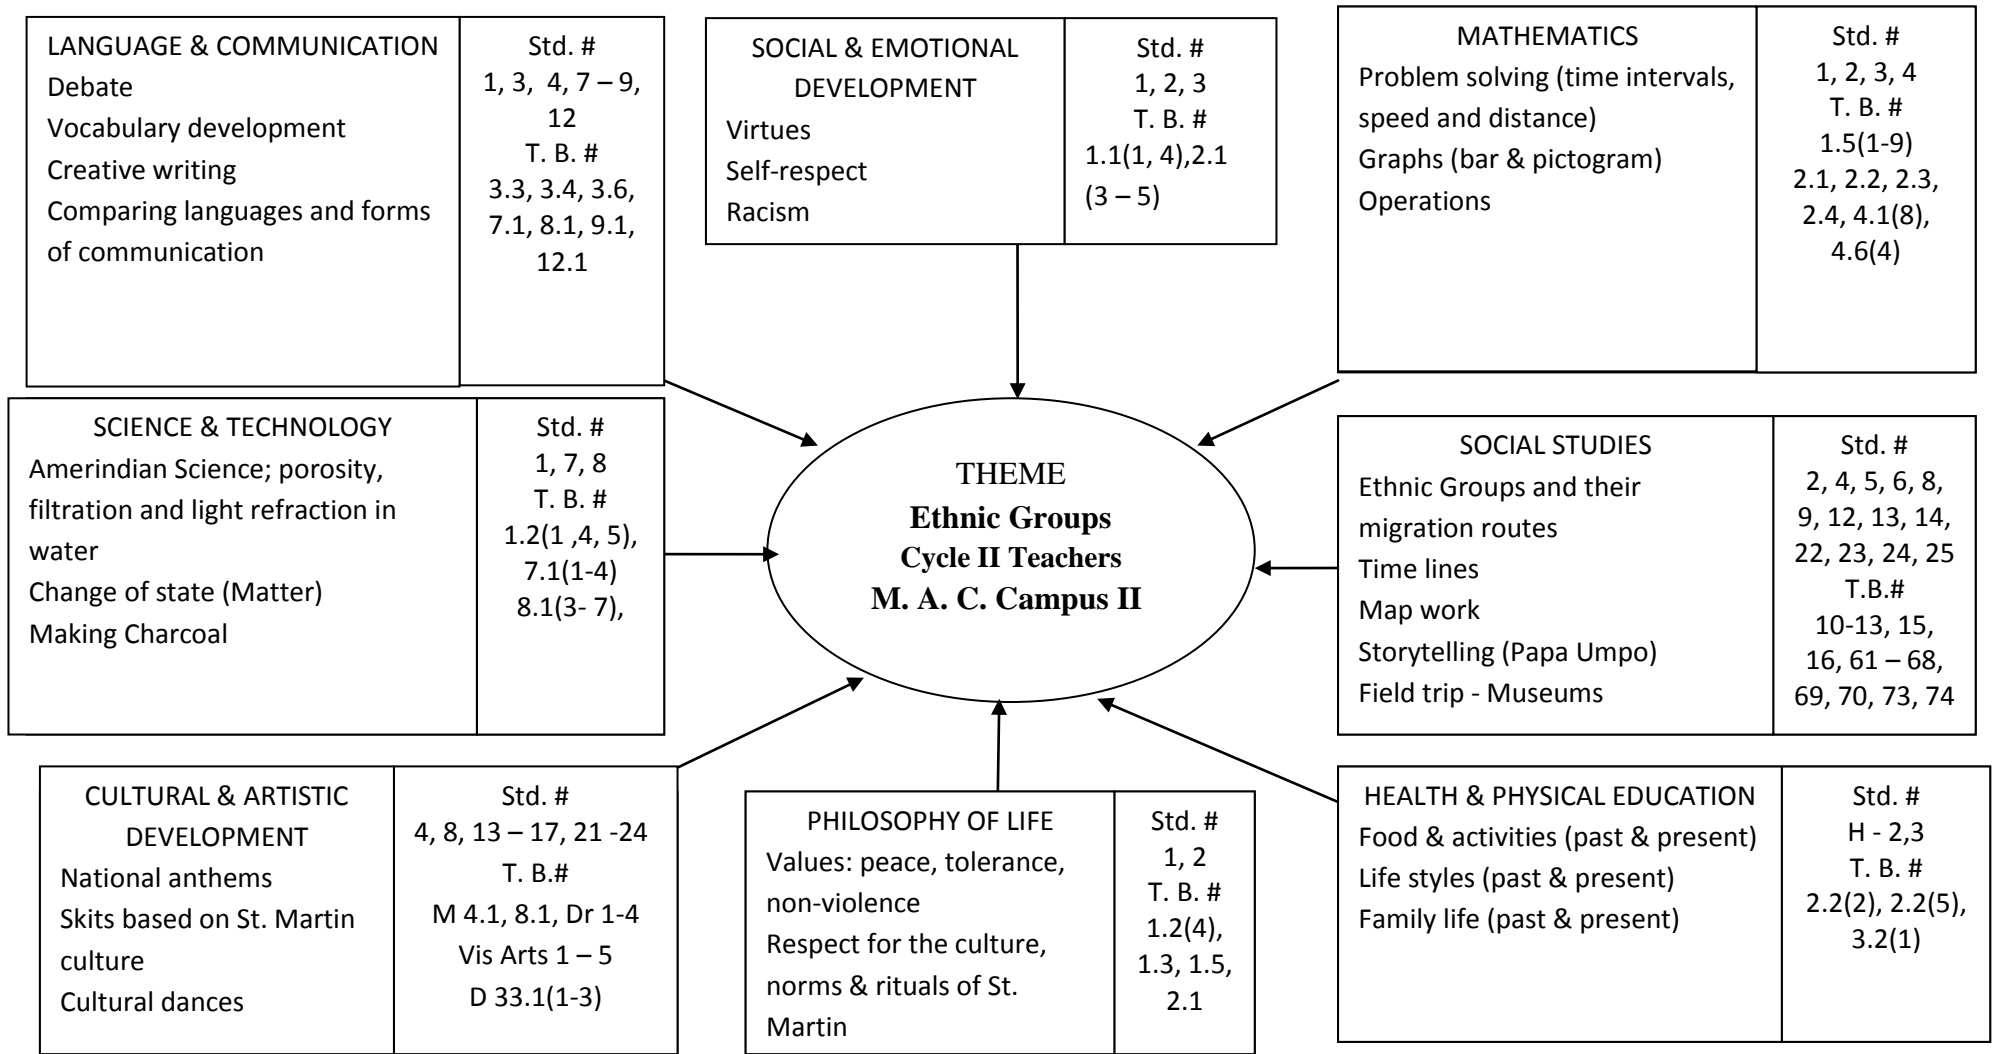 LANGUAGE & COMMUNICATION
Debate
Vocabulary development
Creative writing
Comparing languages and forms
of communication
Std. #
1, 3,  4, 7 – 9,
12
T. B. #
3.3, 3.4, 3.6,
7.1, 8.1, 9.1,
12.1
SOCIAL & EMOTIONAL
DEVELOPMENT
Virtues
Self-respect
Racism
Std. #
1, 2, 3
T. B. #
1.1(1, 4),2.1
(3 – 5)
MATHEMATICS
Problem solving (time intervals,
speed and distance)
Graphs (bar & pictogram)
Operations
Std. #
1, 2, 3, 4
T. B. #
1.5(1-9)
2.1, 2.2, 2.3,
2.4, 4.1(8),
4.6(4)
SCIENCE & TECHNOLOGY
Amerindian Science; porosity,
filtration and light refraction in
water
Change of state (Matter)
Making Charcoal
Std. #
1, 7, 8
T. B. #
1.2(1 ,4, 5),
7.1(1-4)
8.1(3- 7),
THEME
Ethnic Groups
Cycle II Teachers
M. A. C. Campus II
SOCIAL STUDIES
Ethnic Groups and their
migration routes
Time lines
Map work
Storytelling (Papa Umpo)
Field trip - Museums
Std. #
2, 4, 5, 6, 8,
9, 12, 13, 14,
22, 23, 24, 25
T.B.#
10-13, 15,
16, 61 – 68,
69, 70, 73, 74
CULTURAL & ARTISTIC
DEVELOPMENT
National anthems
Skits based on St. Martin
culture
Cultural dances
Std. #
4, 8, 13 – 17, 21 -24
T. B.#
M 4.1, 8.1, Dr 1-4
Vis Arts 1 – 5
D 33.1(1-3)
PHILOSOPHY OF LIFE
Values: peace, tolerance,
non-violence
Respect for the culture,
norms & rituals of St.
Martin
Std. #
1, 2
T. B. #
1.2(4),
1.3, 1.5,
2.1
HEALTH & PHYSICAL EDUCATION
Food & activities (past & present)
Life styles (past & present)
Family life (past & present)
Std. #
H - 2,3
T. B. #
2.2(2), 2.2(5),
3.2(1)